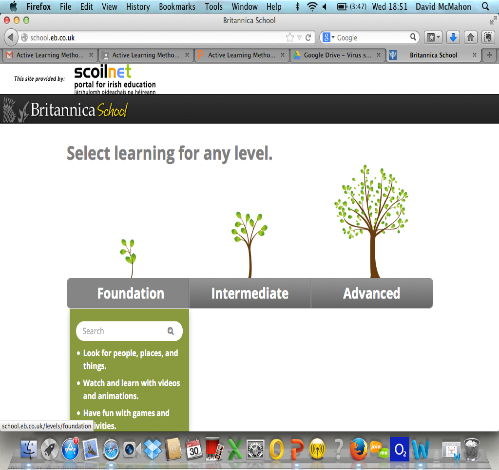 Firefox File Edit View History Bookmarks Tools Window Help (3:47) Wed 18:51 David McMahon
Britannica School
school.eb.co.uk Google
Active Learning Metho... Active Learning Metho... Active Learning Metho... Google Drive – Virus s... Britannica School
This site provided by:
scoilnet
portal for irish education
Britannica School
Select learning for any level.
Foundation Intermediate Advanced
Search
• Look for people, places, and
things.
• Watch and learn with videos
and animations.
• Have fun with games and
school.eb.co.uk/levels/foundation
tivities.
30